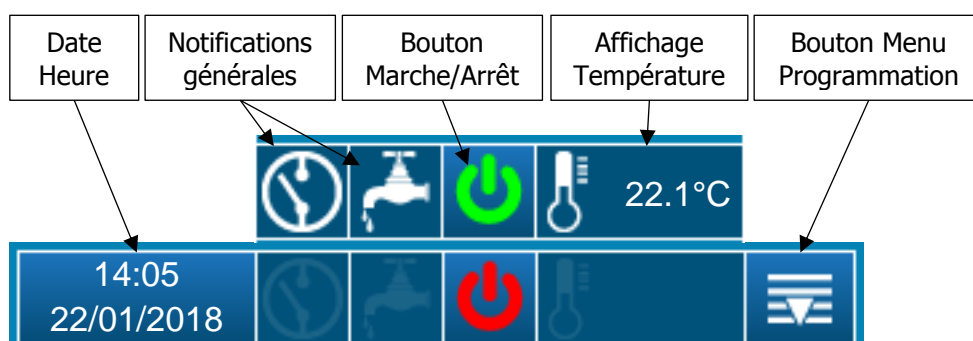 Date
Heure
Notifications
générales
Bouton
Marche/Arrêt
Affichage
Température
Bouton Menu
Programmation
22.1°C
14:05
22/01/2018